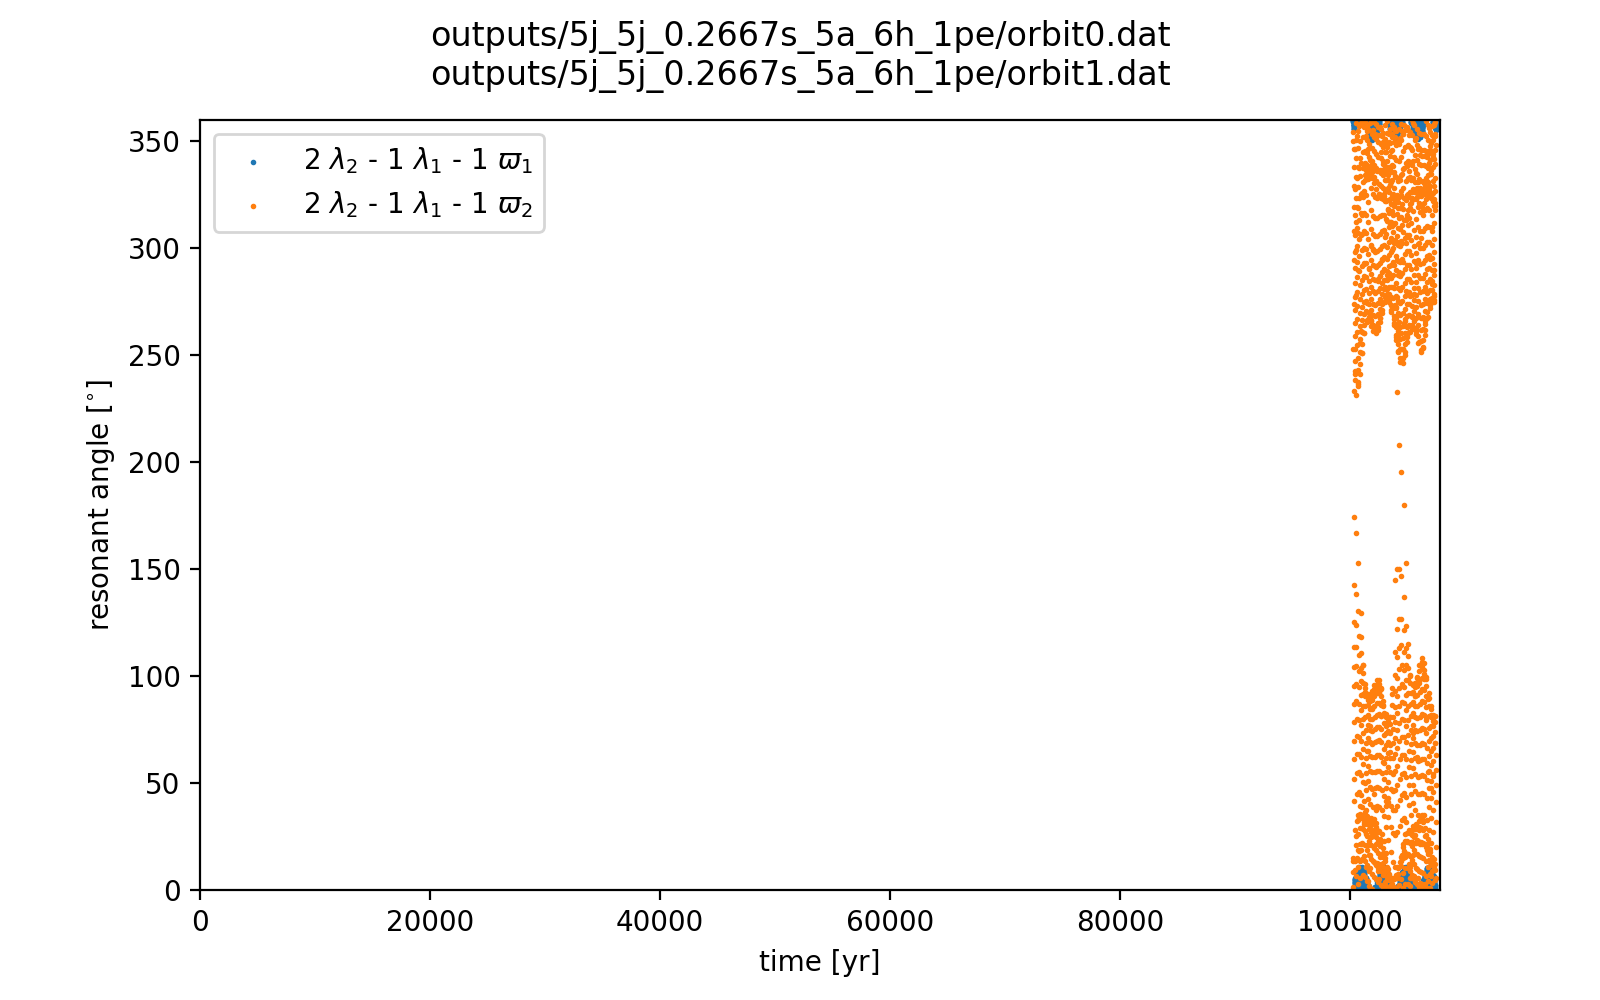 outputs/5j_5j_0.2667s_5a_6h_1pe/orbit0.dat
outputs/5j_5j_0.2667s_5a_6h_1pe/orbit1.dat
2 λ₂ - 1 λ₁ - 1 ϖ₁
2 λ₂ - 1 λ₁ - 1 ϖ₂
350
300
250
200
150
100
50
0
resonant angle [°]
0 20000 40000 60000 80000 100000
time [yr]